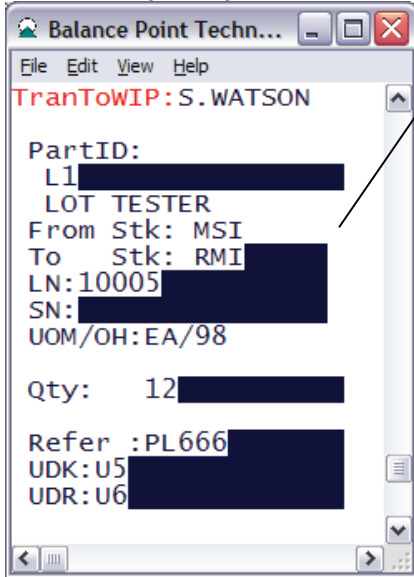 Balance Point Techn...
File Edit View Help
TranToWIP:S.WATSON
PartID:
L1
LOT TESTER
From Stk: MSI
To Stk: RMI
LN:10005
SN:
UOM/OH:EA/98
Qty: 12
Refer :PL666
UDK:U5
UDR:U6